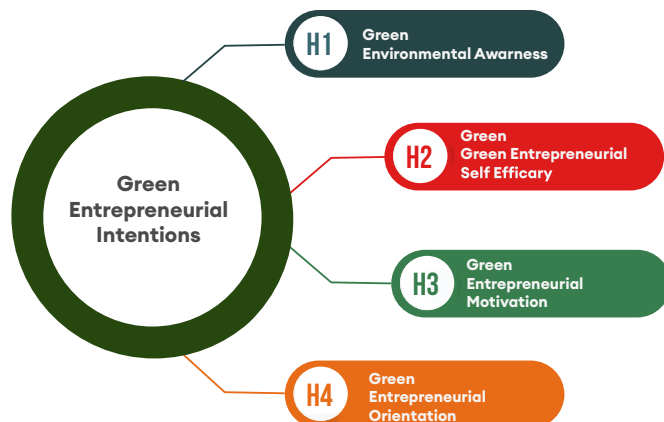 H1
Green
Environmental Awarness
H2
Green
Green Entrepreneurial
Self Efficary
Green
Entrepreneurial
Intentions
H3
Green
Entrepreneurial
Motivation
H4
Green
Entrepreneurial
Orientation